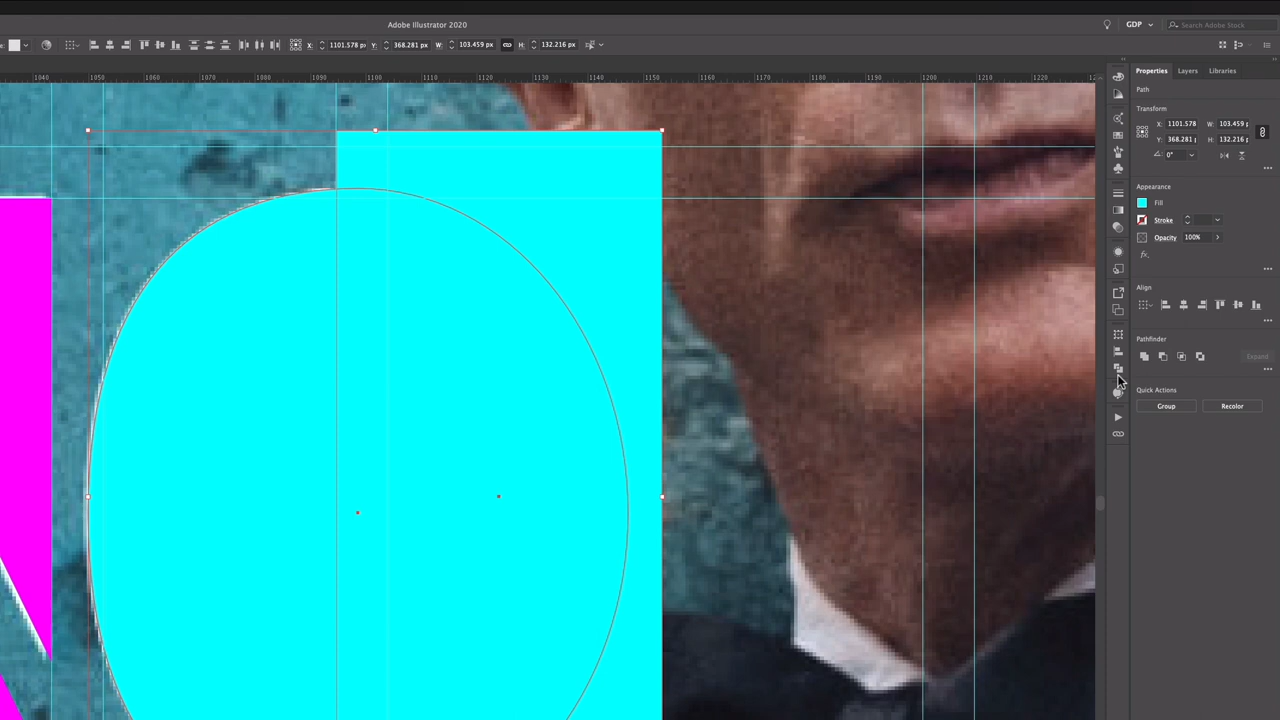 Adobe Illustrator 2020
GDP
Search Adobe Stock
X: 1101.578 px Y: 368.281 px W: 103.459 px H: 132.216 px
1040 1050 1060 1070 1080 1090 1100 1110 1120 1130 1140 1150 1160 1170 1180 1190 1200 1210 1220
Properties Layers Libraries
Path
Transform
X: 1101.578 W: 103.459
Y: 368.281 H: 132.216
0°
Appearance
Fill
Stroke
Opacity 100%
fx.
Align
Pathfinder
Expand
Quick Actions
Group Recolor